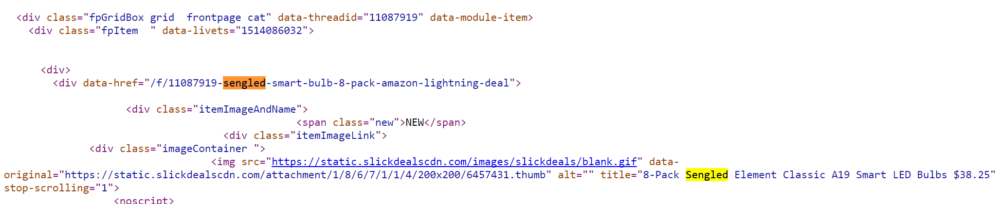 <div class="fpGridBox grid  frontpage cat" data-threadid="11087919" data-module-item>
<div class="fpItem  " data-livets="1514086032">
<div>
<div data-href="/f/11087919-sengled-smart-bulb-8-pack-amazon-lightning-deal">
<div class="itemImageAndName">
<span class="new">NEW</span>
<div class="itemImageLink">
<div class="imageContainer ">
<img src="https://static.slickdealscdn.com/images/slickdeals/blank.gif" data-
original="https://static.slickdealscdn.com/attachment/1/8/6/7/1/1/4/200x200/6457431.thumb" alt="" title="8-Pack Sengled Element Classic A19 Smart LED Bulbs $38.25"
stop-scrolling="1">
<noscript>